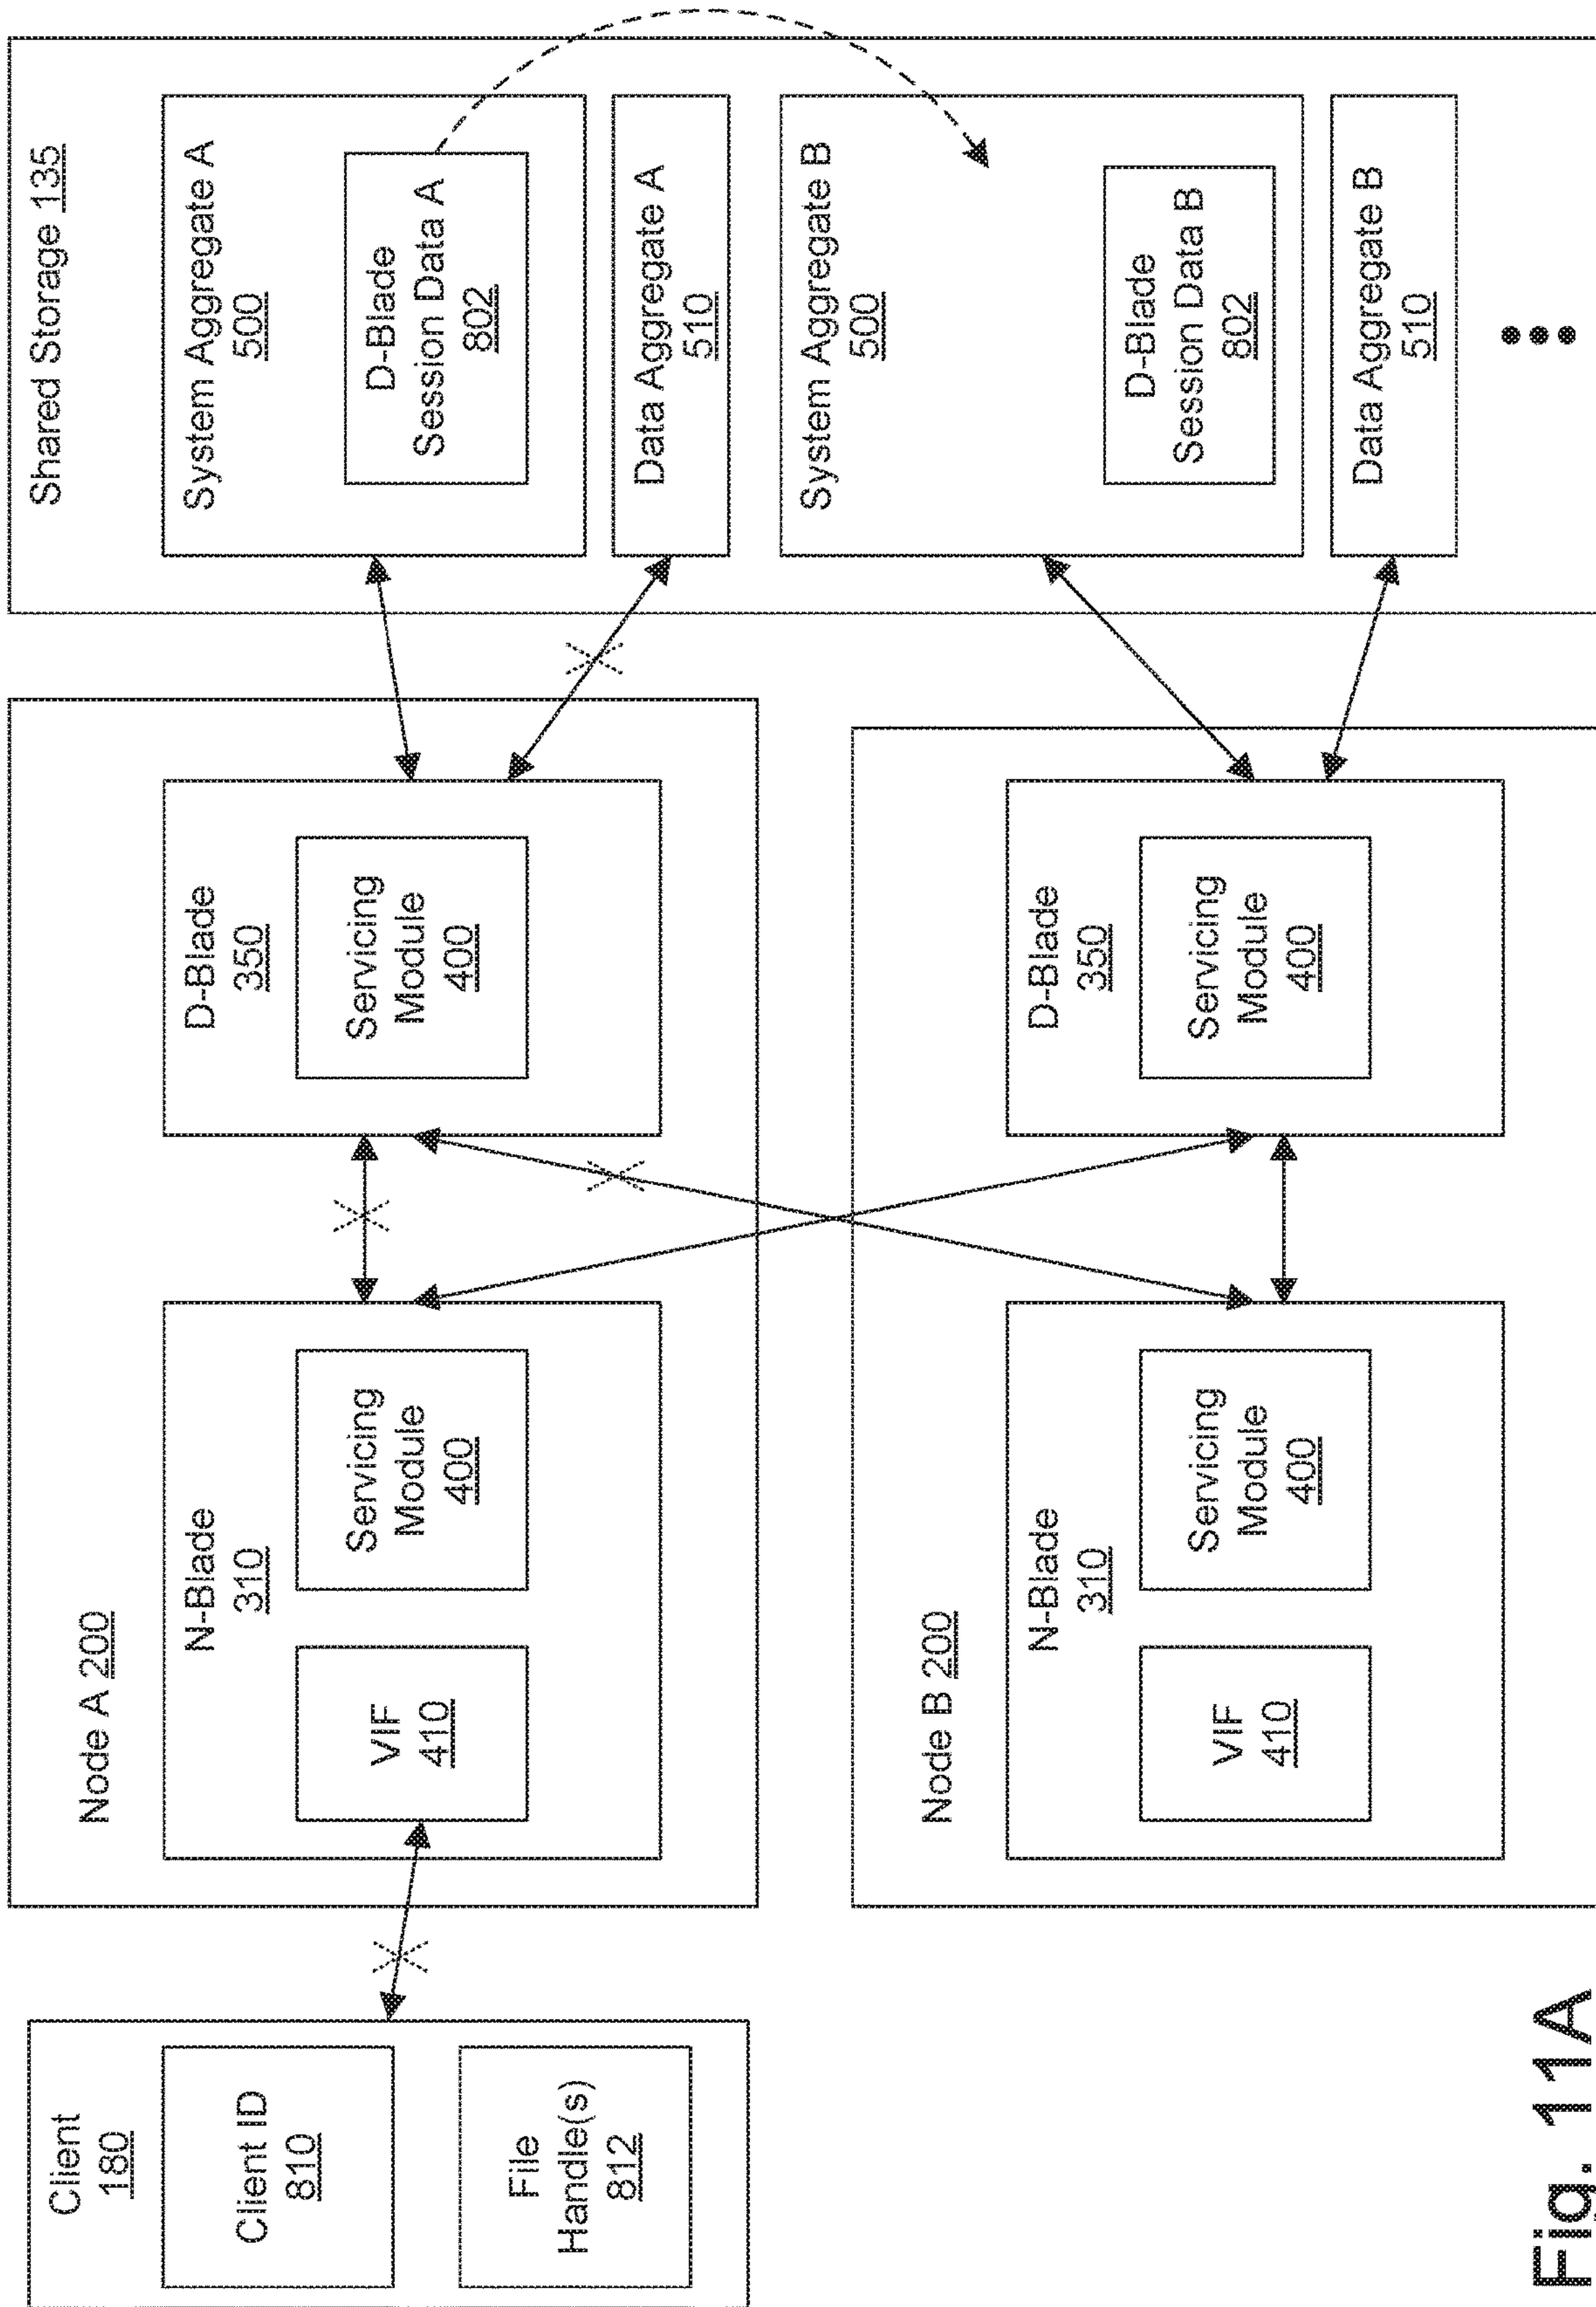 Client
180
Client ID
810
File
Handle(s)
812
Node A 200
N-Blade
310
VIF
410
Servicing
Module
400
D-Blade
350
Servicing
Module
400
Node B 200
N-Blade
310
VIF
410
Servicing
Module
400
D-Blade
350
Servicing
Module
400
Shared Storage 135
System Aggregate A
500
D-Blade
Session Data A
802
Data Aggregate A
510
System Aggregate B
500
D-Blade
Session Data B
802
Data Aggregate B
510
Fig. 11A